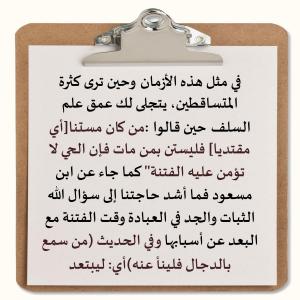 في مثل هذه الأزمان وحين ترى كثرة
المتساقطين، يتجلى لك عمق علم
السلف حين قالوا :من كان مستنا[أي
مقتديا] فليستن بمن مات فإن الحي لا
تؤمن عليه الفتنة" كما جاء عن ابن
مسعود فما أشد حاجتنا إلى سؤال الله
الثبات والجد في العبادة وقت الفتنة مع
البعد عن أسبابها وفي الحديث (من سمع
بالدجال فلينأ عنه)أي: ليبتعد